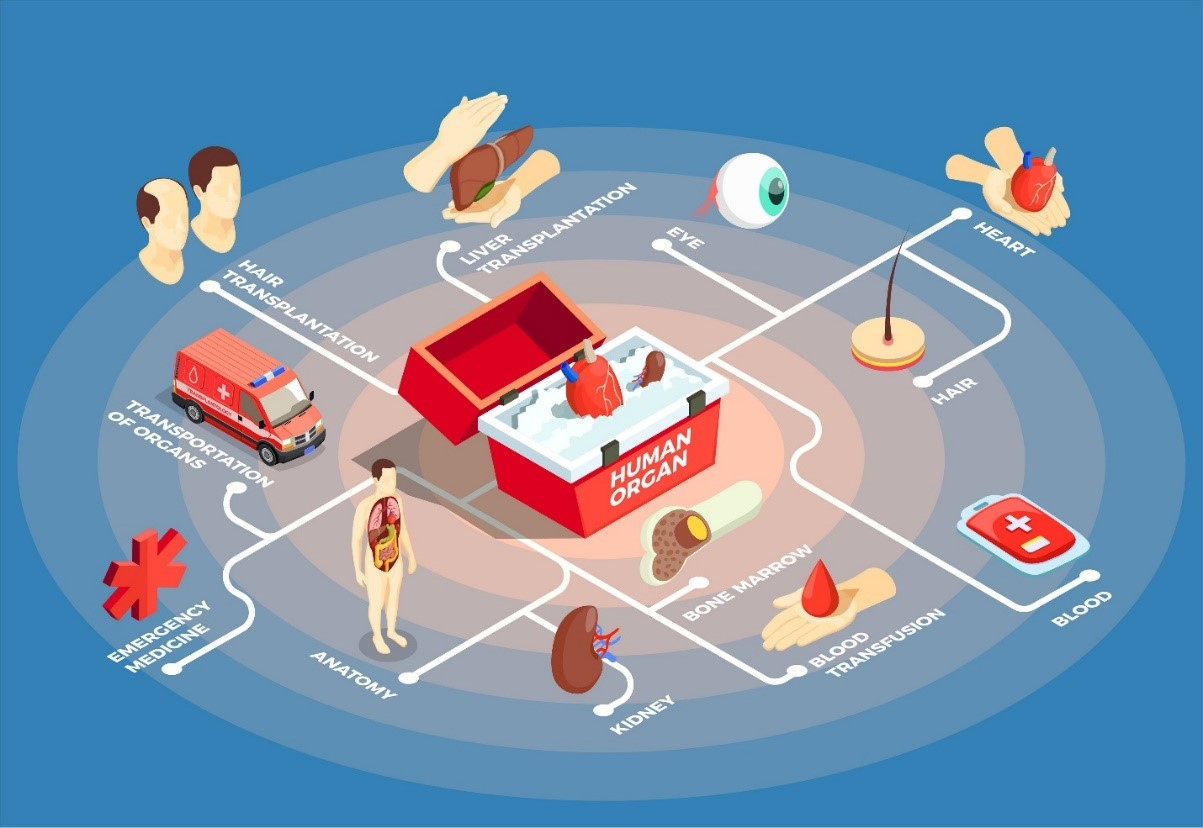 LIVER
TRANSPLANTATION
EYE
HEART
HAIR
TRANSPLANTATION
TRANSPLANTOLOGY
HAIR
TRANSPORTATION
OF ORGANS
HUMAN
ORGAN
BONE MARROW
BLOOD
EMERGENCY
MEDICINE
ANATOMY
BLOOD
TRANSFUSION
KIDNEY